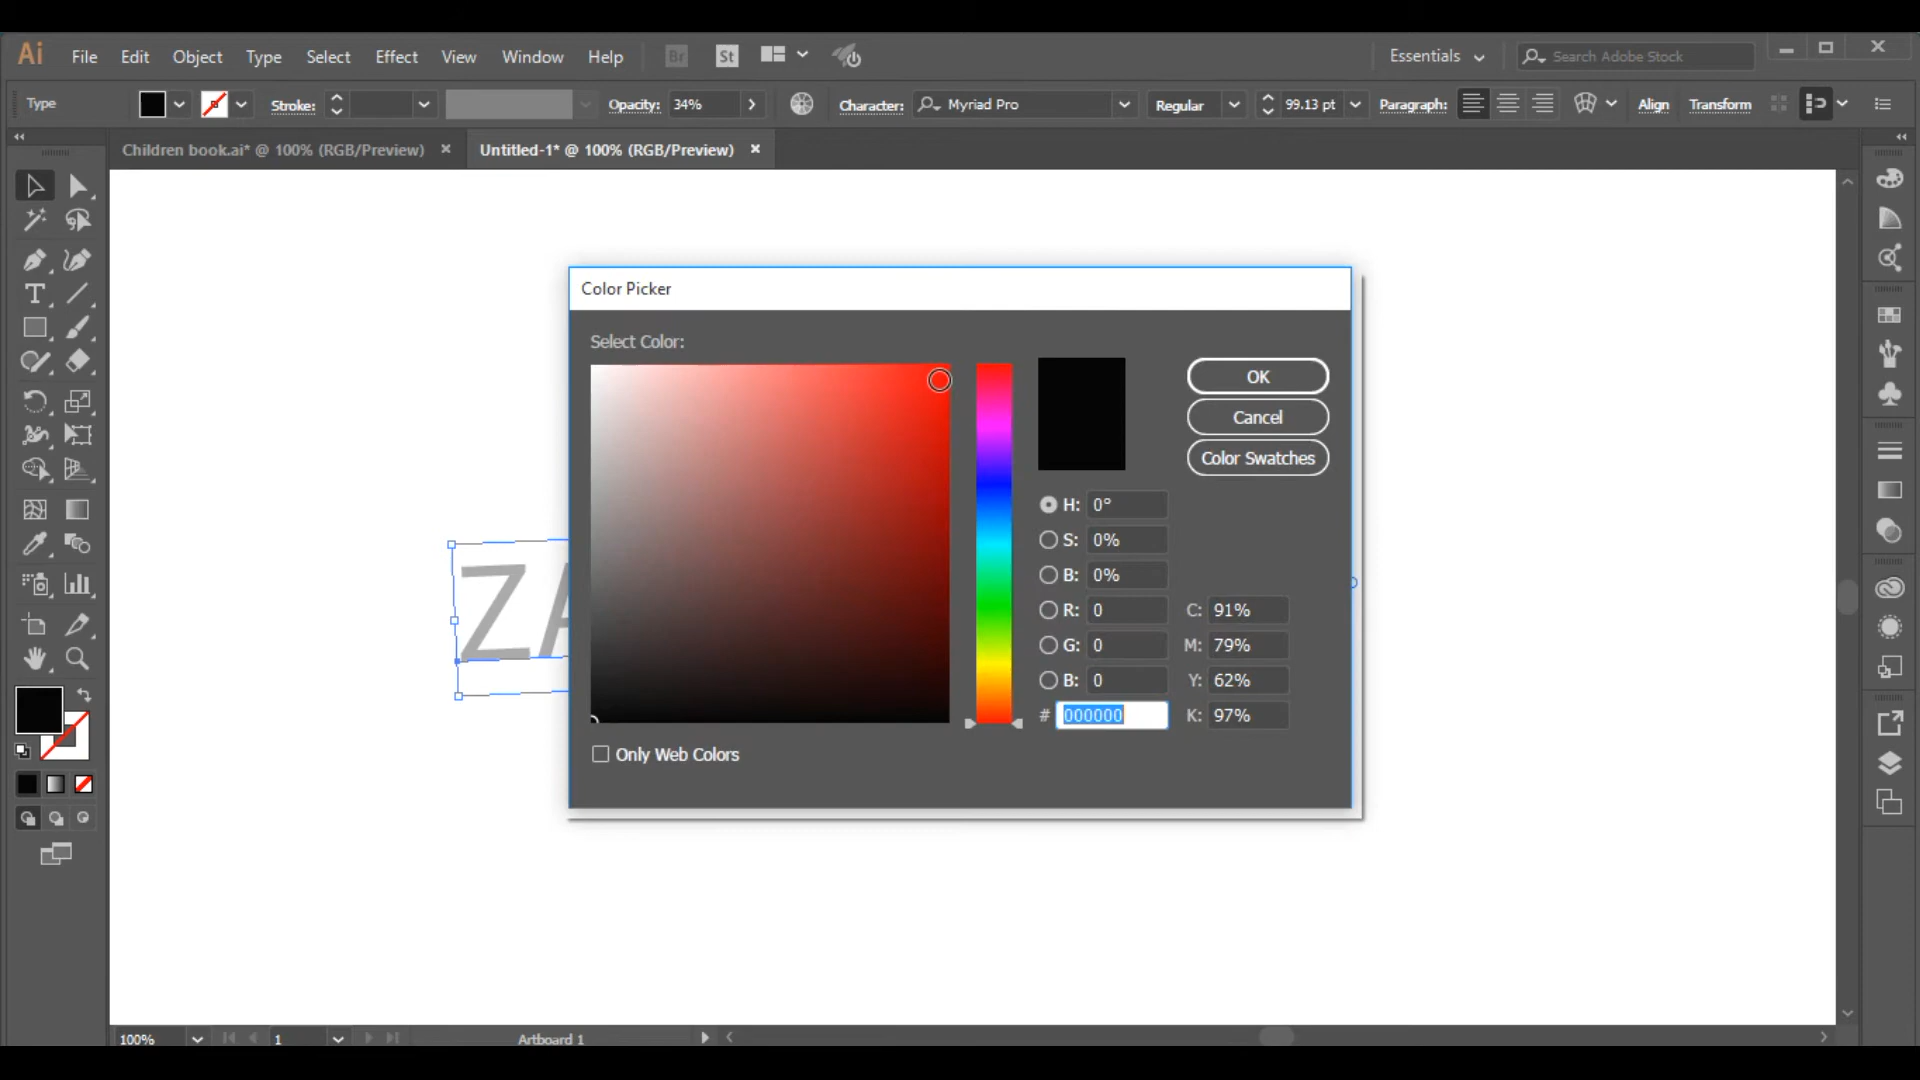 Ai File Edit Object Type Select Effect View Window Help Br St Essentials Search Adobe Stock
Type Stroke: Opacity: 34% Character: Myriad Pro Regular 99.13 pt Paragraph: Align Transform
Children book.ai* @ 100% (RGB/Preview) Untitled-1* @ 100% (RGB/Preview)
Color Picker
Select Color:
OK
Cancel
Color Swatches
H: 0°
S: 0%
B: 0%
R: 0 C: 91%
G: 0 M: 79%
B: 0 Y: 62%
# 000000 K: 97%
Only Web Colors
ZA
100% 1 Artboard 1